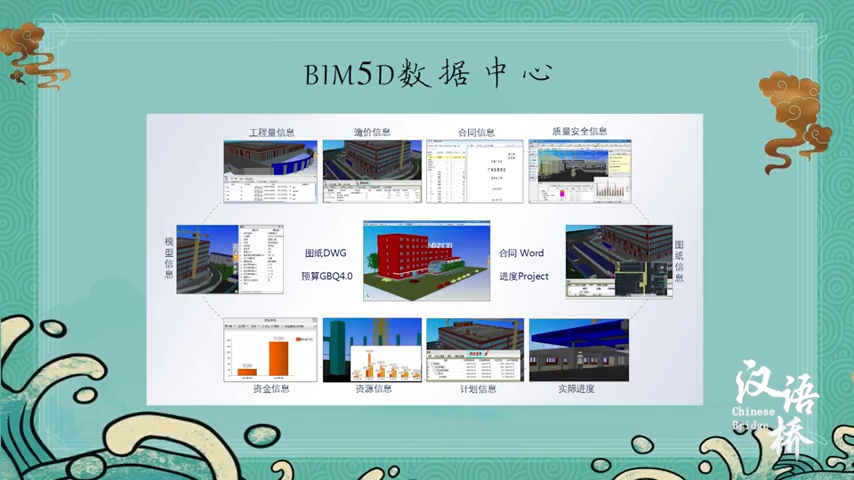 BIM5D数据中心
工程量信息
造价信息
合同信息
质量安全信息
模型信息
图纸DWG
预算GBQ4.0
合同 Word
进度Project
图纸信息
资金信息
资源信息
计划信息
实际进度
汉语桥
Chinese
Bridge